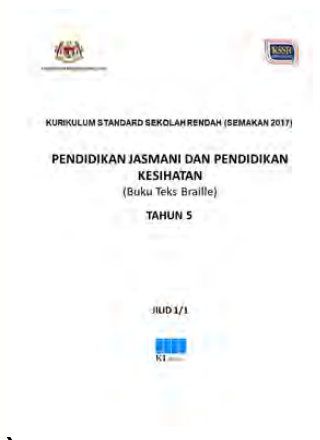 KSSR
KURIKULUM STANDARD SEKOLAH RENDAH (SEMAKAN 2017)
PENDIDIKAN JASMANI DAN PENDIDIKAN
KESIHATAN
(Buku Teks Braille)
TAHUN 5
JILID 1/1